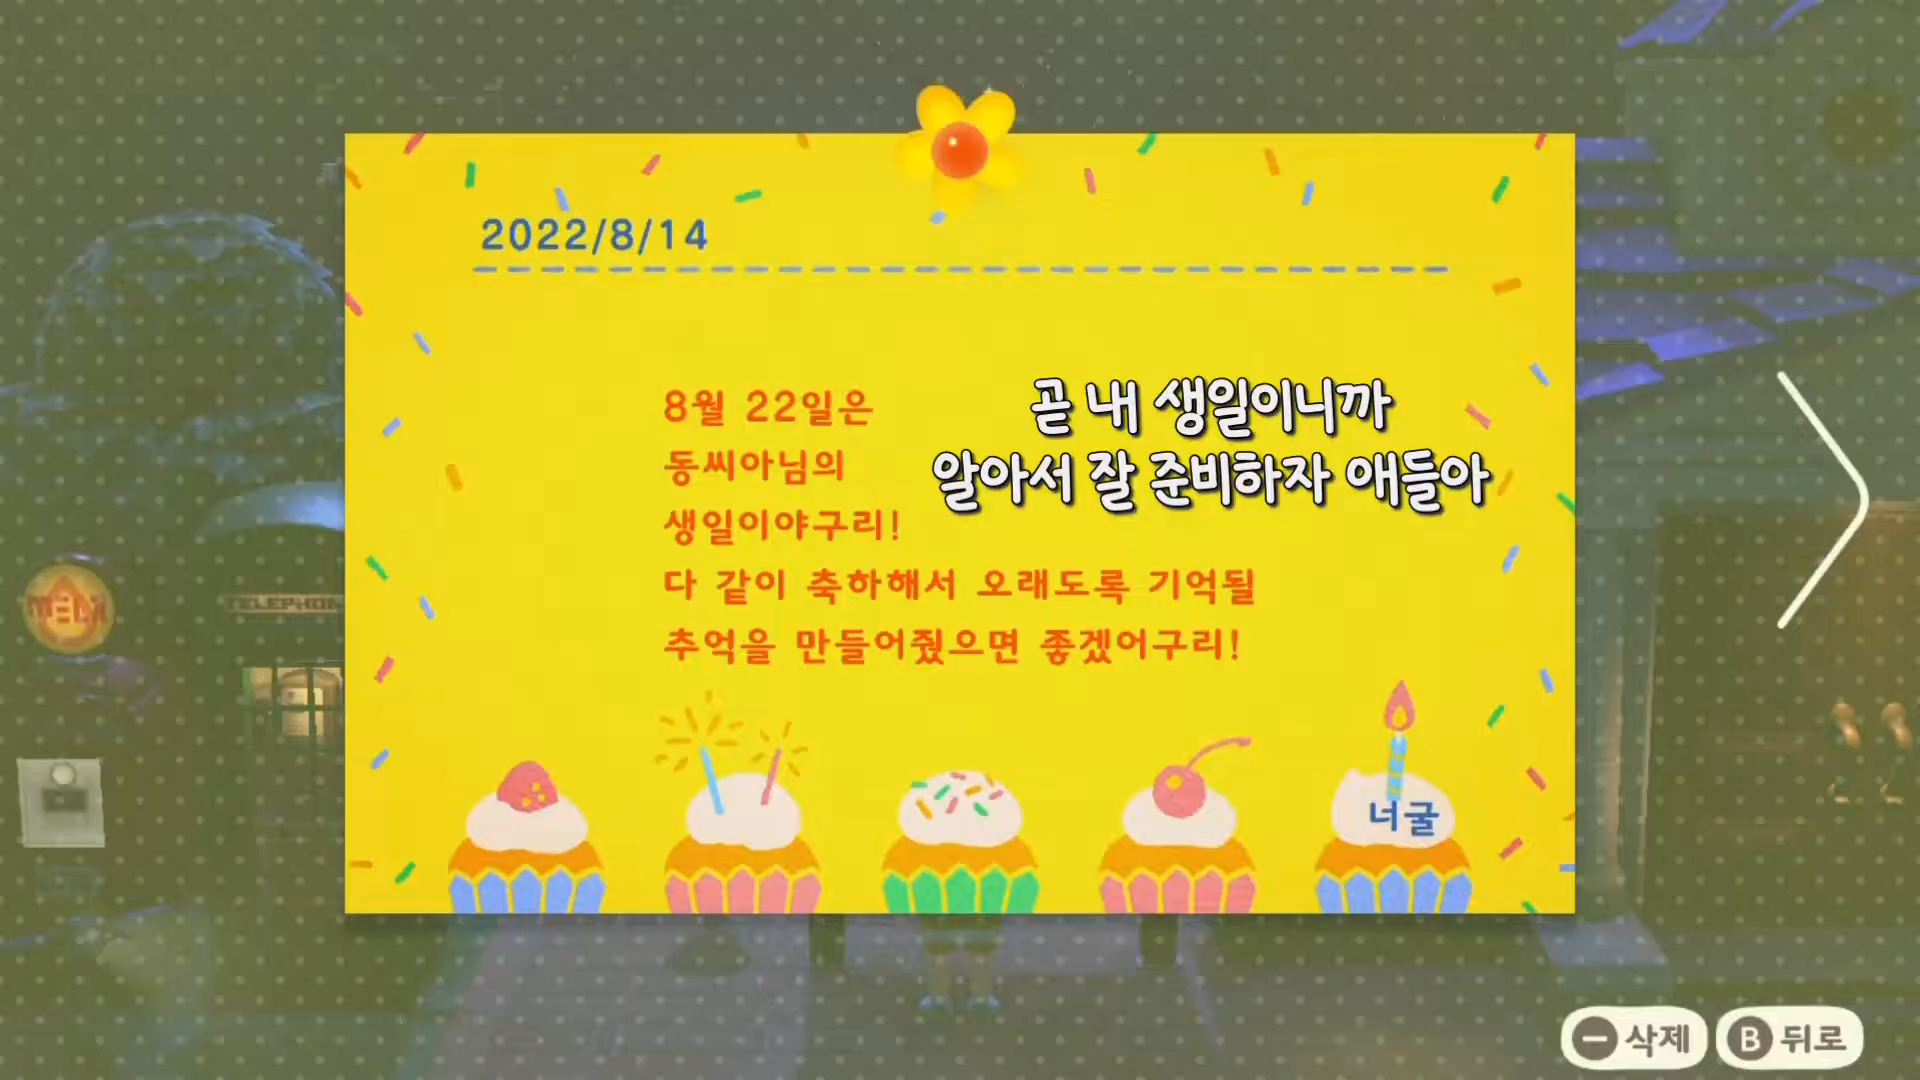 2022/8/14
8월 22일은
동씨아님의
생일이야구리!
다 같이 축하해서 오래도록 기억될
추억을 만들어줬으면 좋겠어구리!
곧 내 생일이니까
알아서 잘 준비하자 얘들아
너굴
삭제
B 뒤로